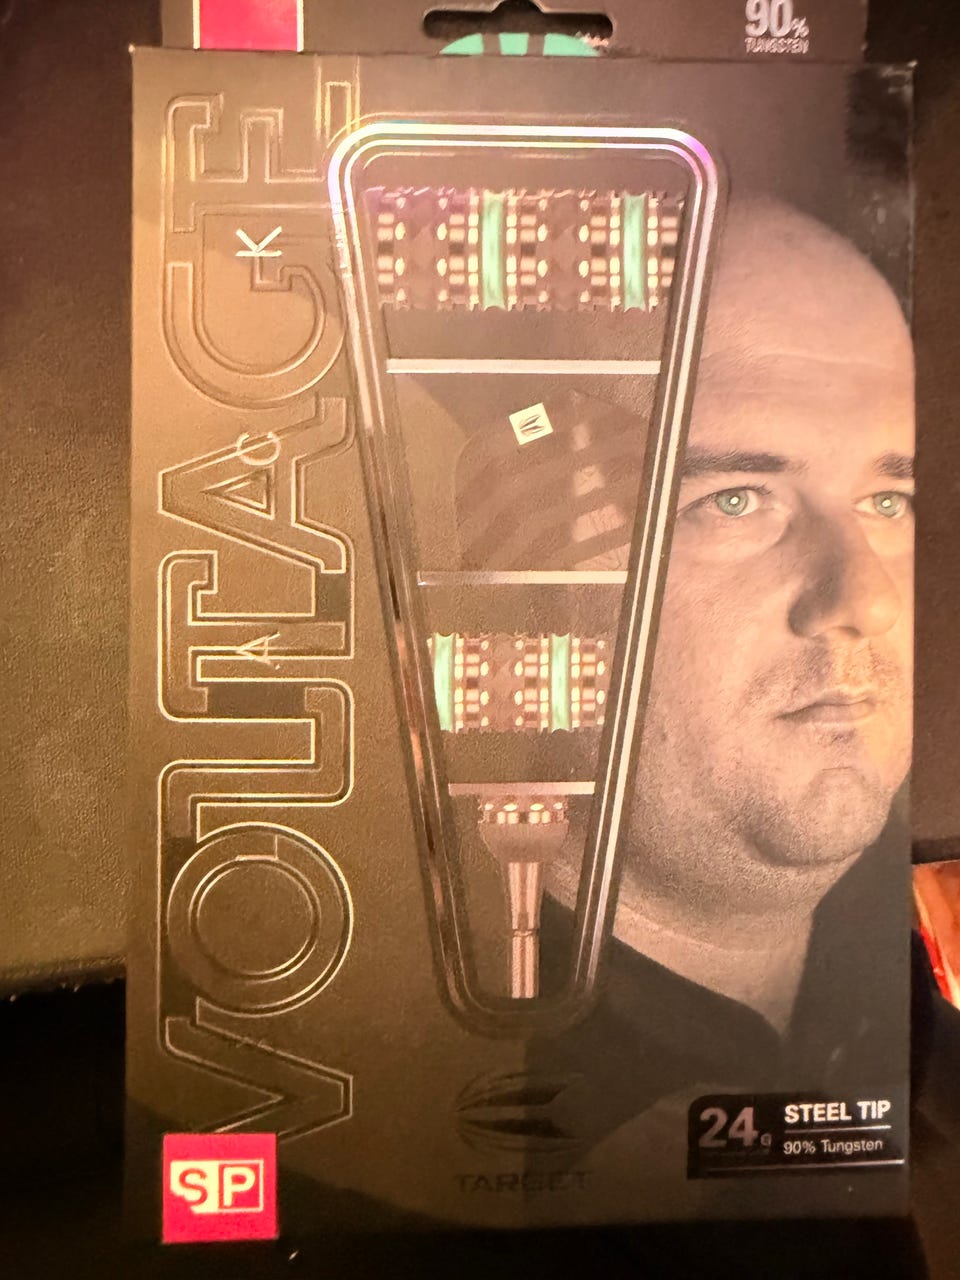 90%
TUNGSTEN
VOLTAGE
24G
STEEL TIP
90% Tungsten
SP
TARGET